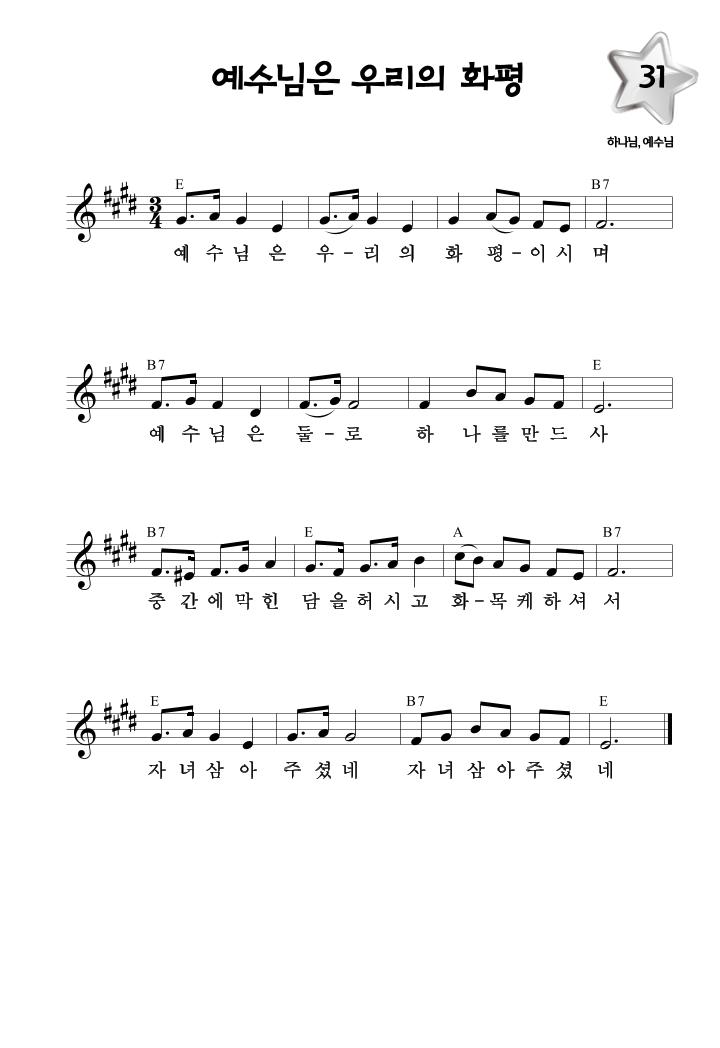 예수님은 우리의 화평
31
하나님, 예수님
E B7
3 4
예 수 님 은 우 - 리 의 화 평 - 이 시 며
B7 E
예 수 님 은 둘 - 로 하 나 를 만 드 사
B7 E A B7
중 간 에 막 힌 담 을 허 시 고 화 - 목 케 하 셔 서
E B7 E
자 녀 삼 아 주 셨 네 자 녀 삼 아 주 셨 네